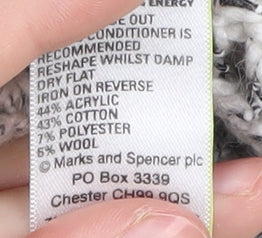 ENERGY
OUT
CONDITIONER IS
RECOMMENDED
RESHAPE WHILST DAMP
DRY FLAT
IRON ON REVERSE
44% ACRYLIC
43% COTTON
7% POLYESTER
6% WOOL
© Marks and Spencer plc
PO Box 3339
Chester CH99 9QS